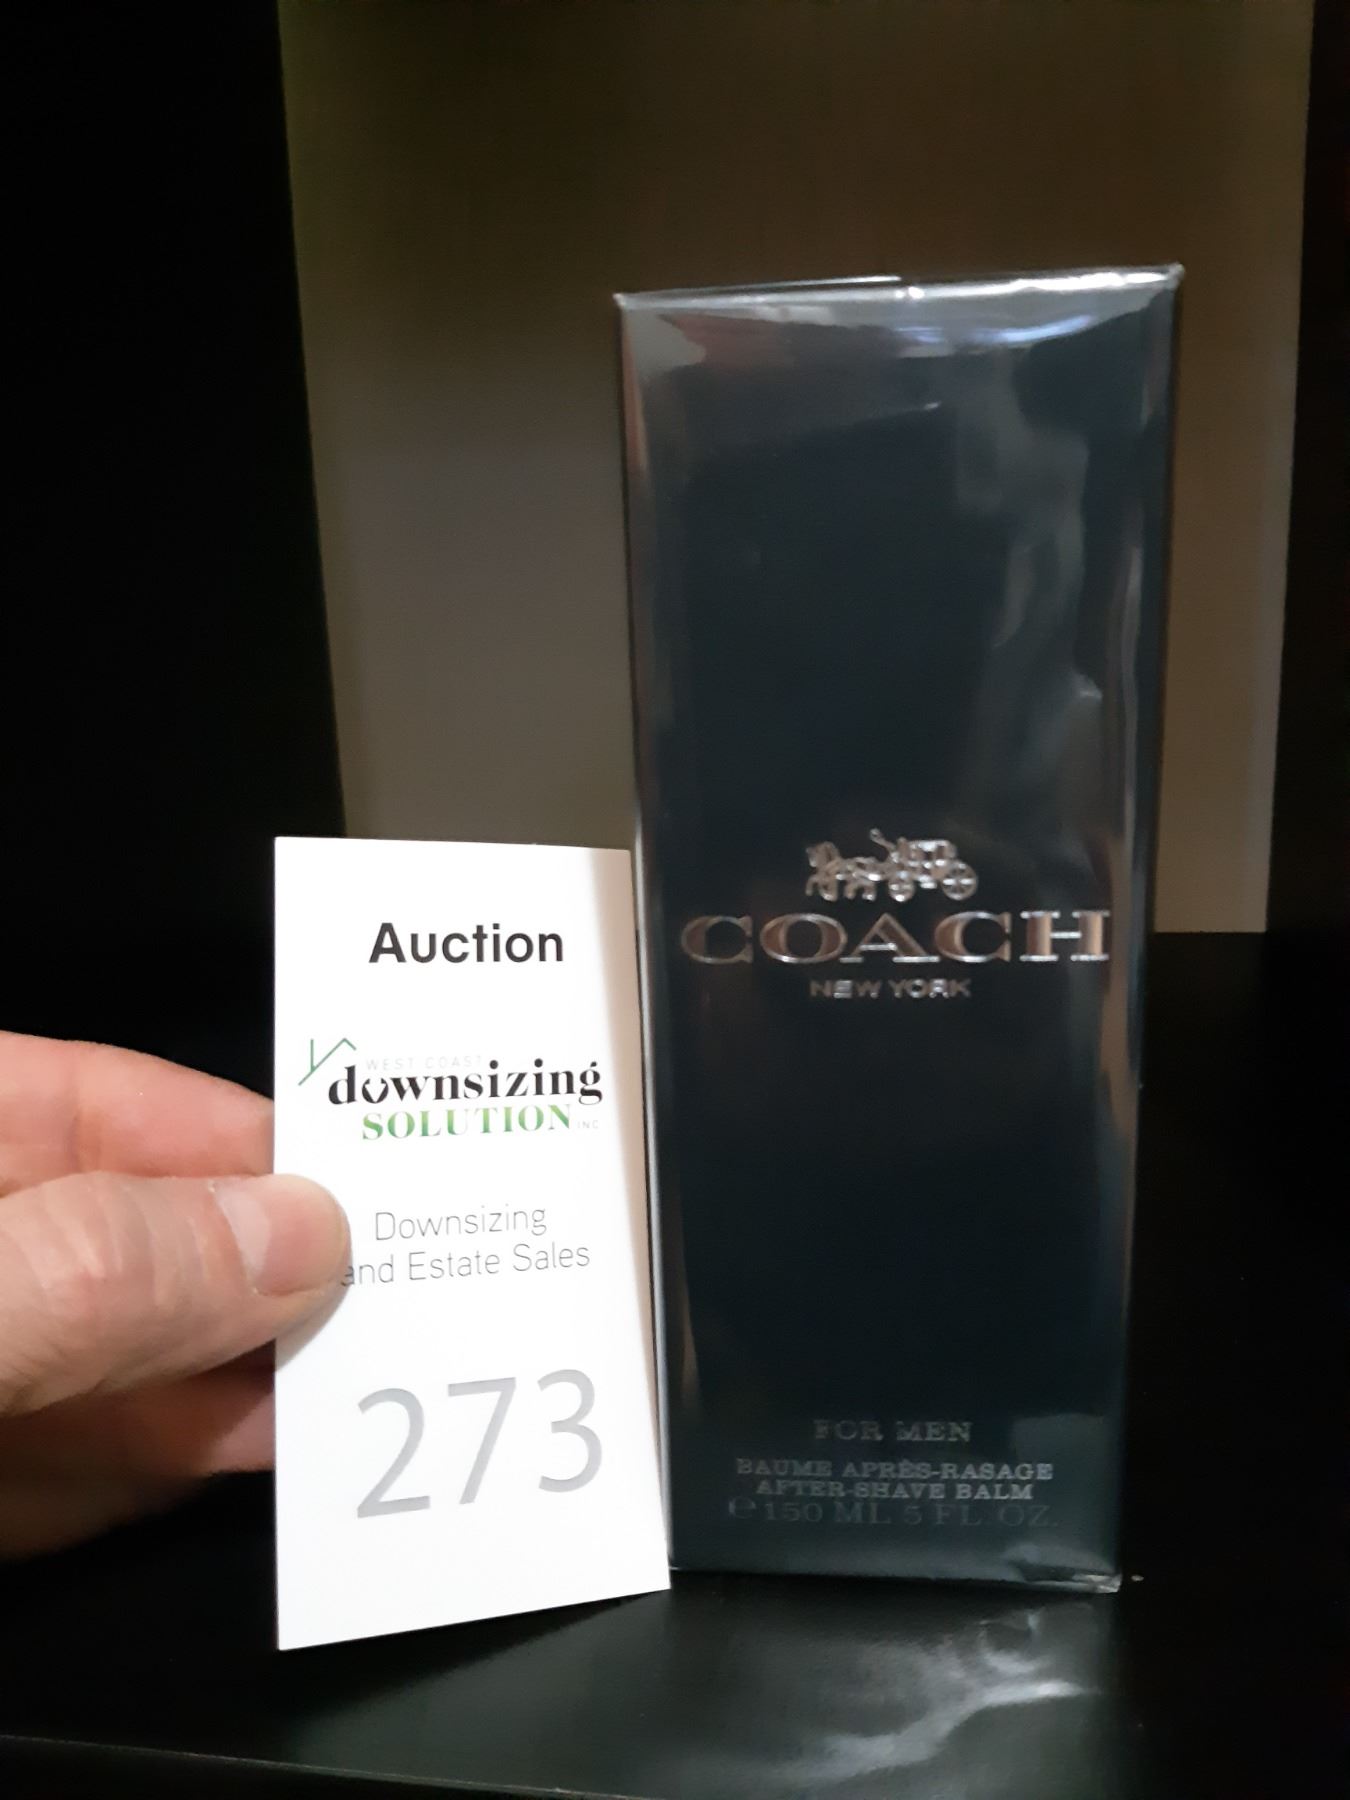 Auction
WEST COAST
downsizing
SOLUTION INC
Downsizing
and Estate Sales
273
COACH
NEW YORK
FOR MEN
BAUME APRÈS-RASAGE
AFTER-SHAVE BALM
e 150 ML 5 FL. OZ.